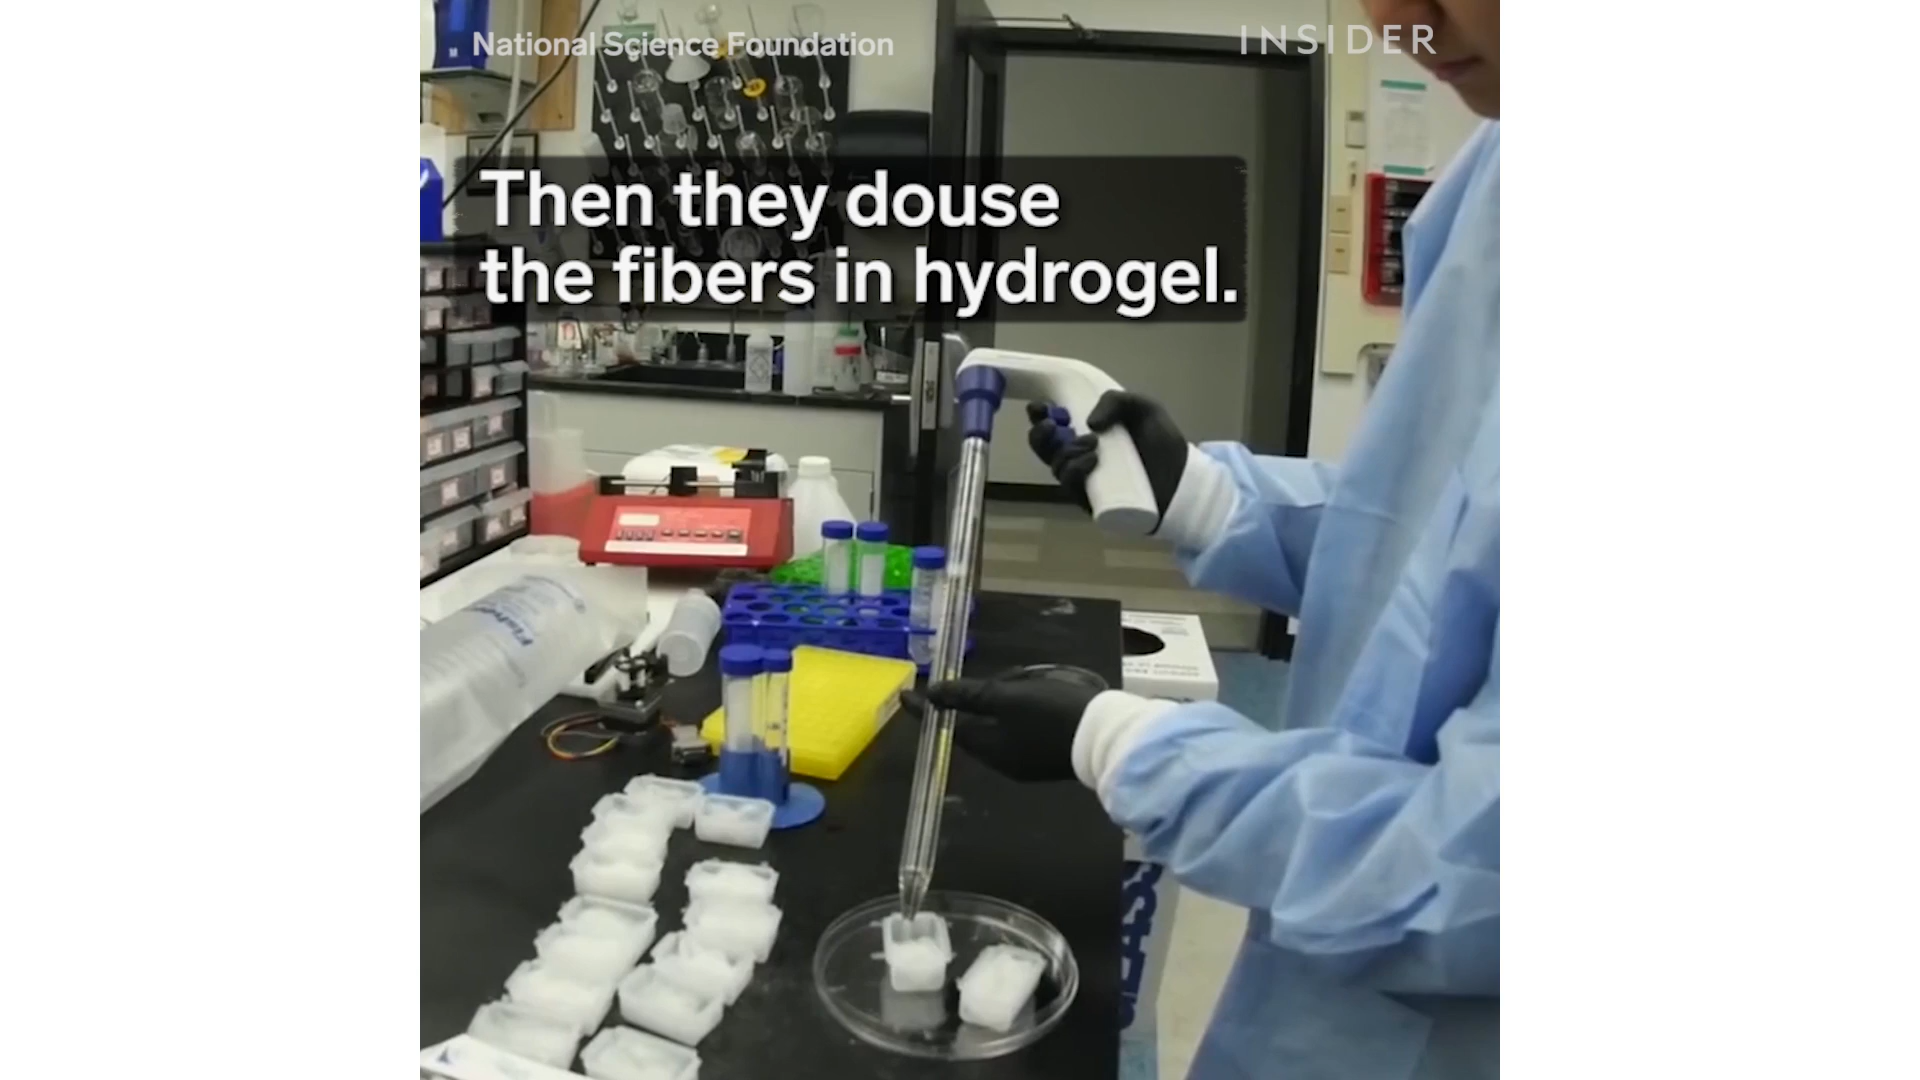 National Science Foundation
INSIDER
Then they douse
the fibers in hydrogel.